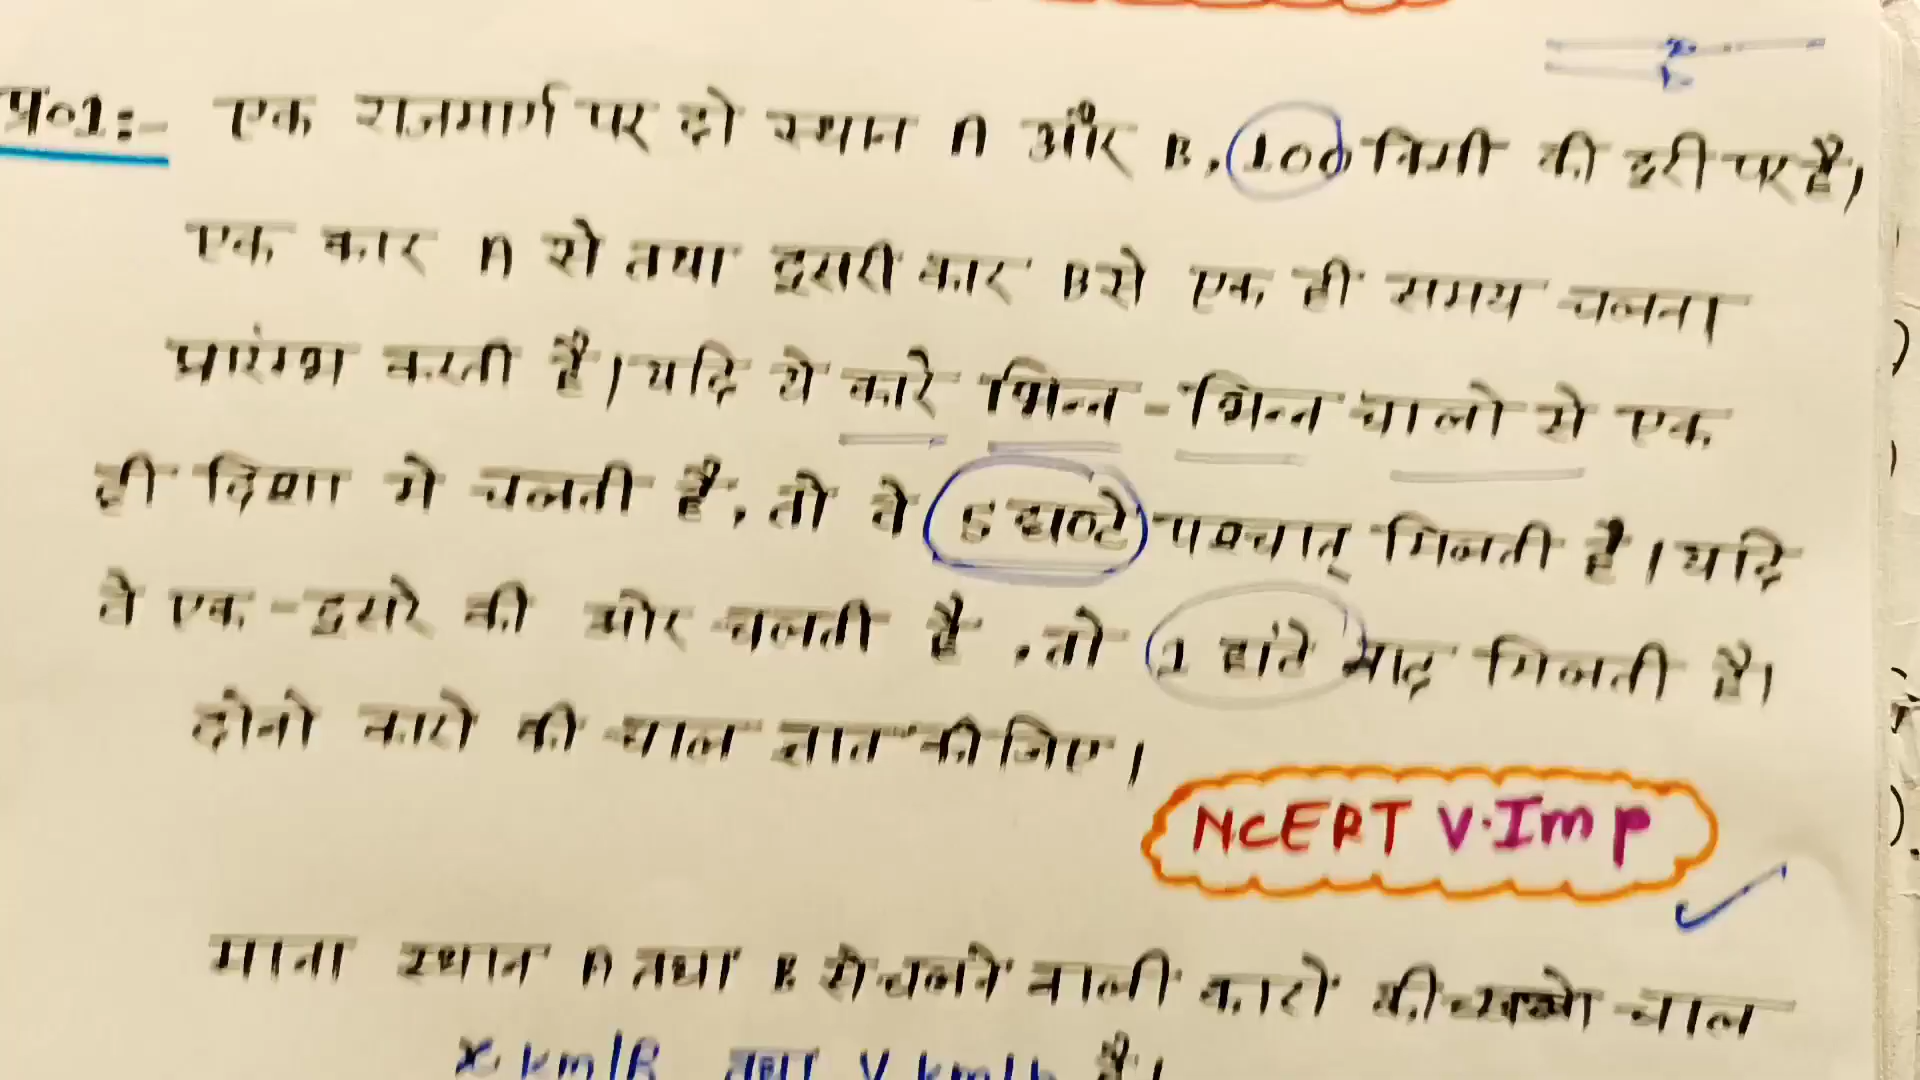 प्र०1:- एक राजमार्ग पर दो स्थान A और B, 100 किमी की दूरी पर है।
एक कार A से तथा दूसरी कार B से एक ही समय चलना
प्रारंम्भ करती है। यदि ये कारे भिन्न-भिन्न चालो से एक
ही दिशा मे चलती है, तो वे 5 घण्टे पश्चात् मिलती है। यदि
वे एक-दूसरे की ओर चलती है, तो 1 घंटे बाद मिलती है।
दोनो कारो की चाल ज्ञात कीजिए।
NCERT V.Imp
माना स्थान A तथा B से चलने वाली कारो की चाल
x km/h तथा y km/h है।